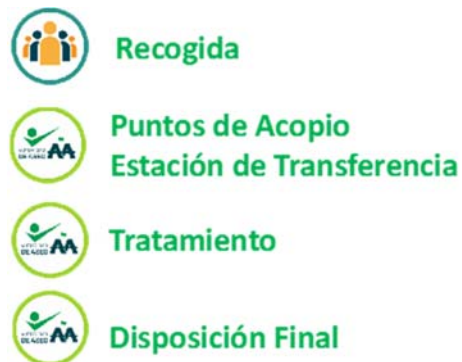 Recogida
Puntos de Acopio
Estación de Transferencia
Tratamiento
Disposición Final